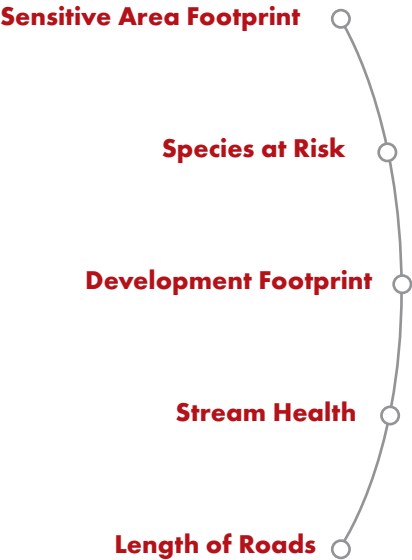 Sensitive Area Footprint
Species at Risk
Development Footprint
Stream Health
Length of Roads